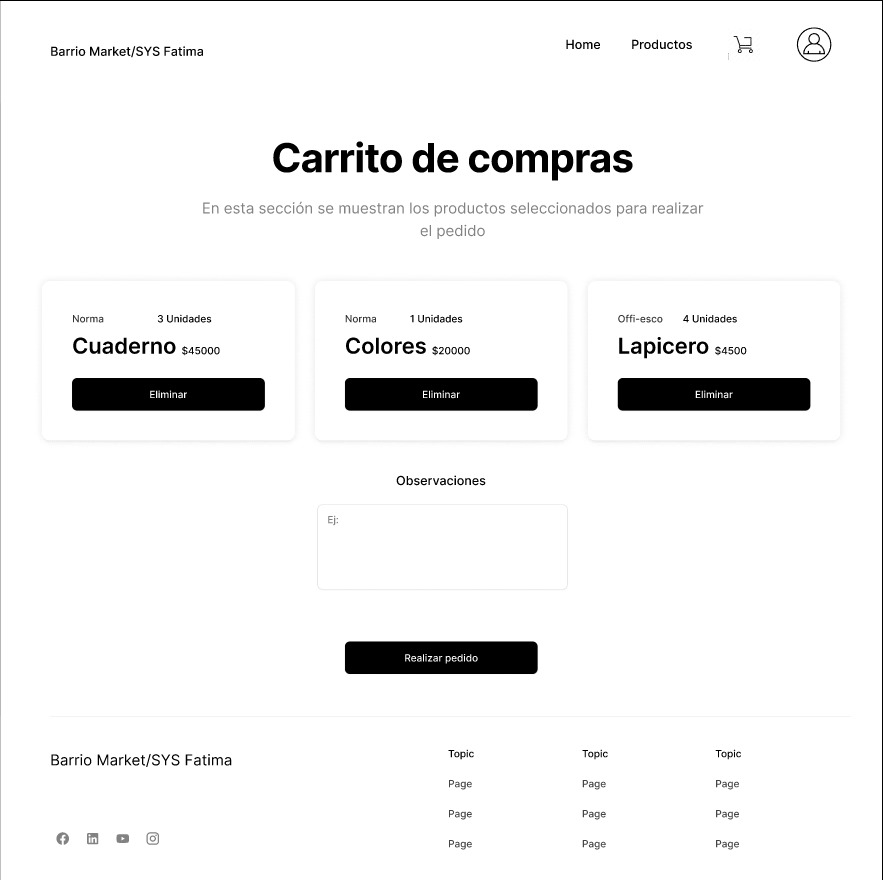 Barrio Market/SYS Fatima
Home Productos
Carrito de compras
En esta sección se muestran los productos seleccionados para realizar
el pedido
Norma 3 Unidades
Cuaderno $45000
Eliminar
Norma 1 Unidades
Colores $20000
Eliminar
Offi-esco 4 Unidades
Lapicero $4500
Eliminar
Observaciones
Ej:
Realizar pedido
Barrio Market/SYS Fatima
Topic
Page
Page
Page
Topic
Page
Page
Page
Topic
Page
Page
Page